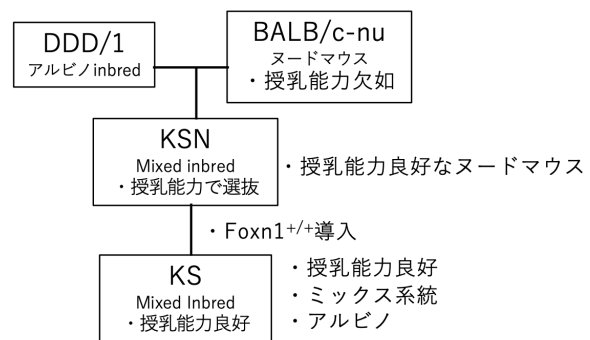 DDD/1
アルビノinbred
BALB/c-nu
ヌードマウス
・授乳能力欠如
KSN
Mixed inbred
・授乳能力で選抜
・授乳能力良好なヌードマウス
・Foxn1+/+導入
KS
Mixed Inbred
・授乳能力良好
・授乳能力良好
・ミックス系統
・アルビノ